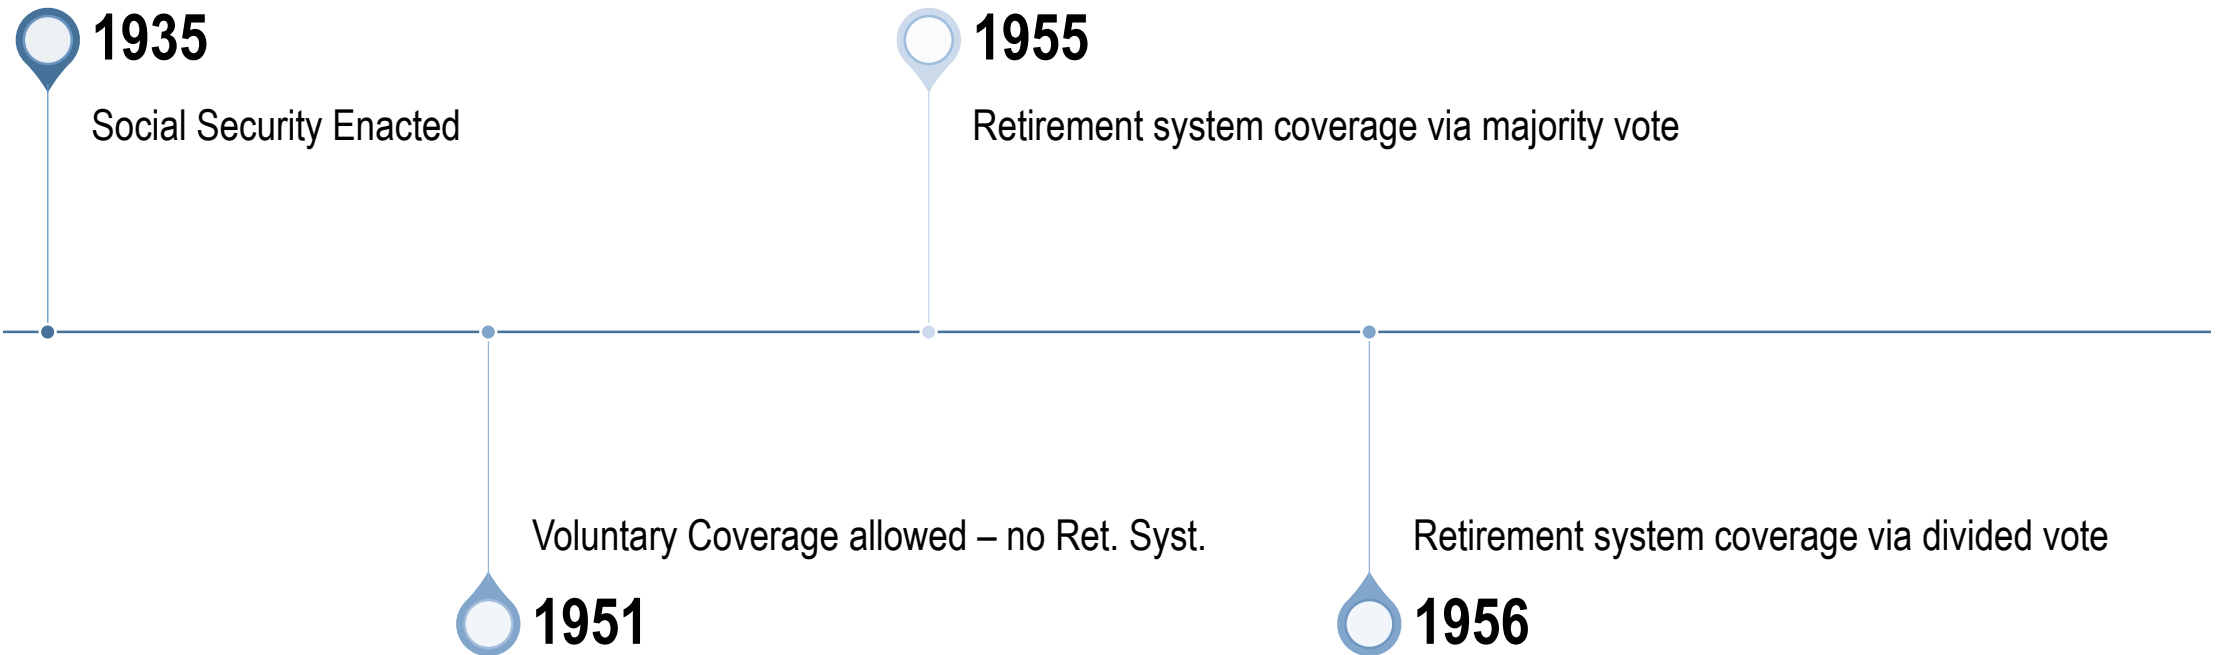 1935
Social Security Enacted
1955
Retirement system coverage via majority vote
Voluntary Coverage allowed – no Ret. Syst.
1951
Retirement system coverage via divided vote
1956